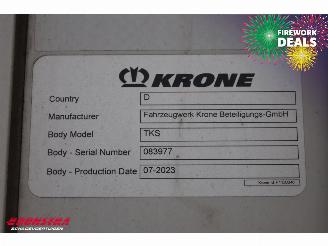 FIREWORK
DEALS
KRONE
Country D
Manufacturer Fahrzeugwerk Krone Beteiligungs-GmbH
Body Model TKS
Body - Serial Number 083977
Body - Production Date 07-2023
SCHADEVOERTUIGEN